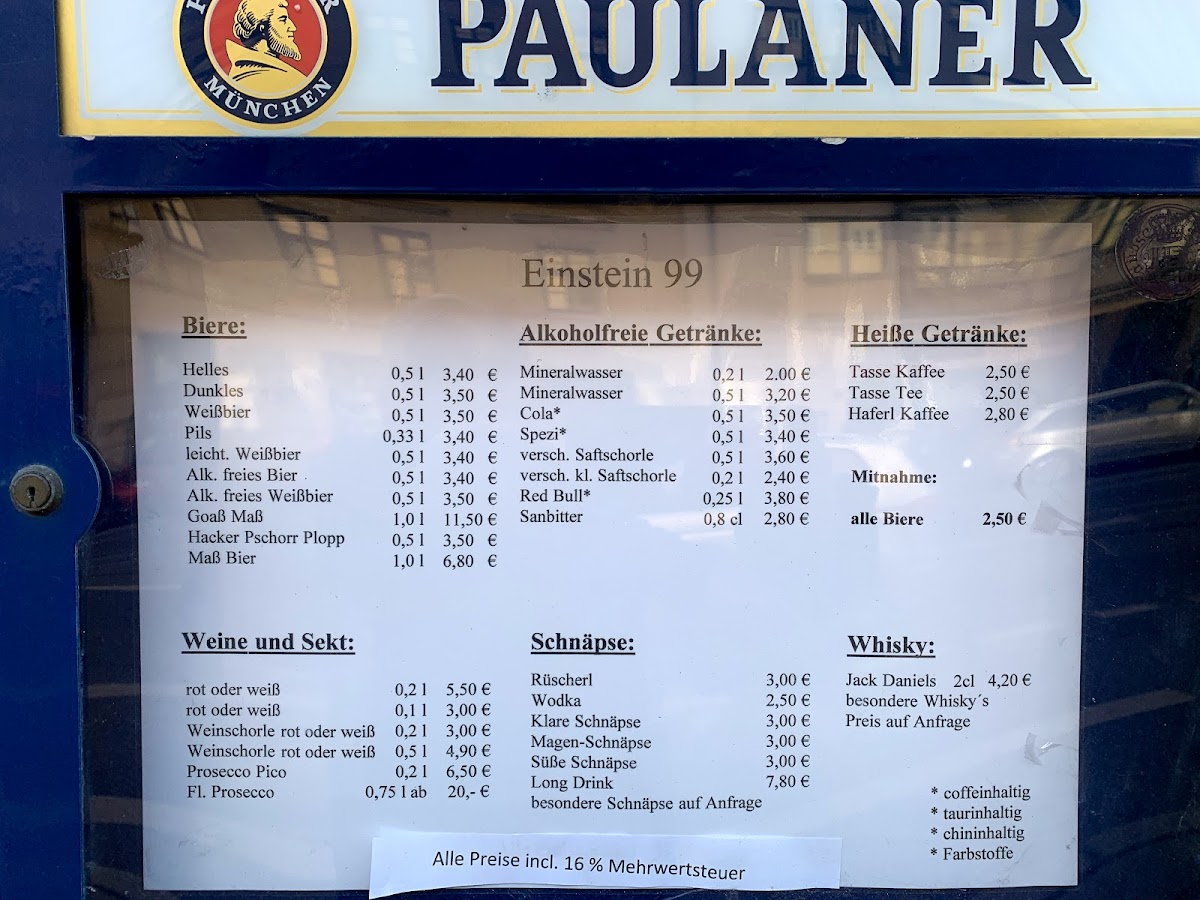 PAULANER
MÜNCHEN
Einstein 99
Biere:
Helles 0,5 l 3,40 €
Dunkles 0,5 l 3,50 €
Weißbier 0,5 l 3,50 €
Pils 0,33 l 3,40 €
leicht. Weißbier 0,5 l 3,40 €
Alk. freies Bier 0,5 l 3,40 €
Alk. freies Weißbier 0,5 l 3,50 €
Goaß Maß 1,0 l 11,50 €
Hacker Pschorr Plopp 0,5 l 3,50 €
Maß Bier 1,0 l 6,80 €
Alkoholfreie Getränke:
Mineralwasser 0,2 l 2.00 €
Mineralwasser 0,5 l 3,20 €
Cola* 0,5 l 3,50 €
Spezi* 0,5 l 3,40 €
versch. Saftschorle 0,5 l 3,60 €
versch. kl. Saftschorle 0,2 l 2,40 €
Red Bull* 0,25 l 3,80 €
Sanbitter 0,8 cl 2,80 €
Heiße Getränke:
Tasse Kaffee 2,50 €
Tasse Tee 2,50 €
Haferl Kaffee 2,80 €
Mitnahme:
alle Biere 2,50 €
Weine und Sekt:
rot oder weiß 0,2 l 5,50 €
rot oder weiß 0,1 l 3,00 €
Weinschorle rot oder weiß 0,2 l 3,00 €
Weinschorle rot oder weiß 0,5 l 4,90 €
Prosecco Pico 0,2 l 6,50 €
Fl. Prosecco 0,75 l ab 20,- €
Schnäpse:
Rüscherl 3,00 €
Wodka 2,50 €
Klare Schnäpse 3,00 €
Magen-Schnäpse 3,00 €
Süße Schnäpse 3,00 €
Long Drink 7,80 €
besondere Schnäpse auf Anfrage
Whisky:
Jack Daniels 2cl 4,20 €
besondere Whisky´s
Preis auf Anfrage
* coffeinhaltig
* taurinhaltig
* chininhaltig
* Farbstoffe
Alle Preise incl. 16 % Mehrwertsteuer